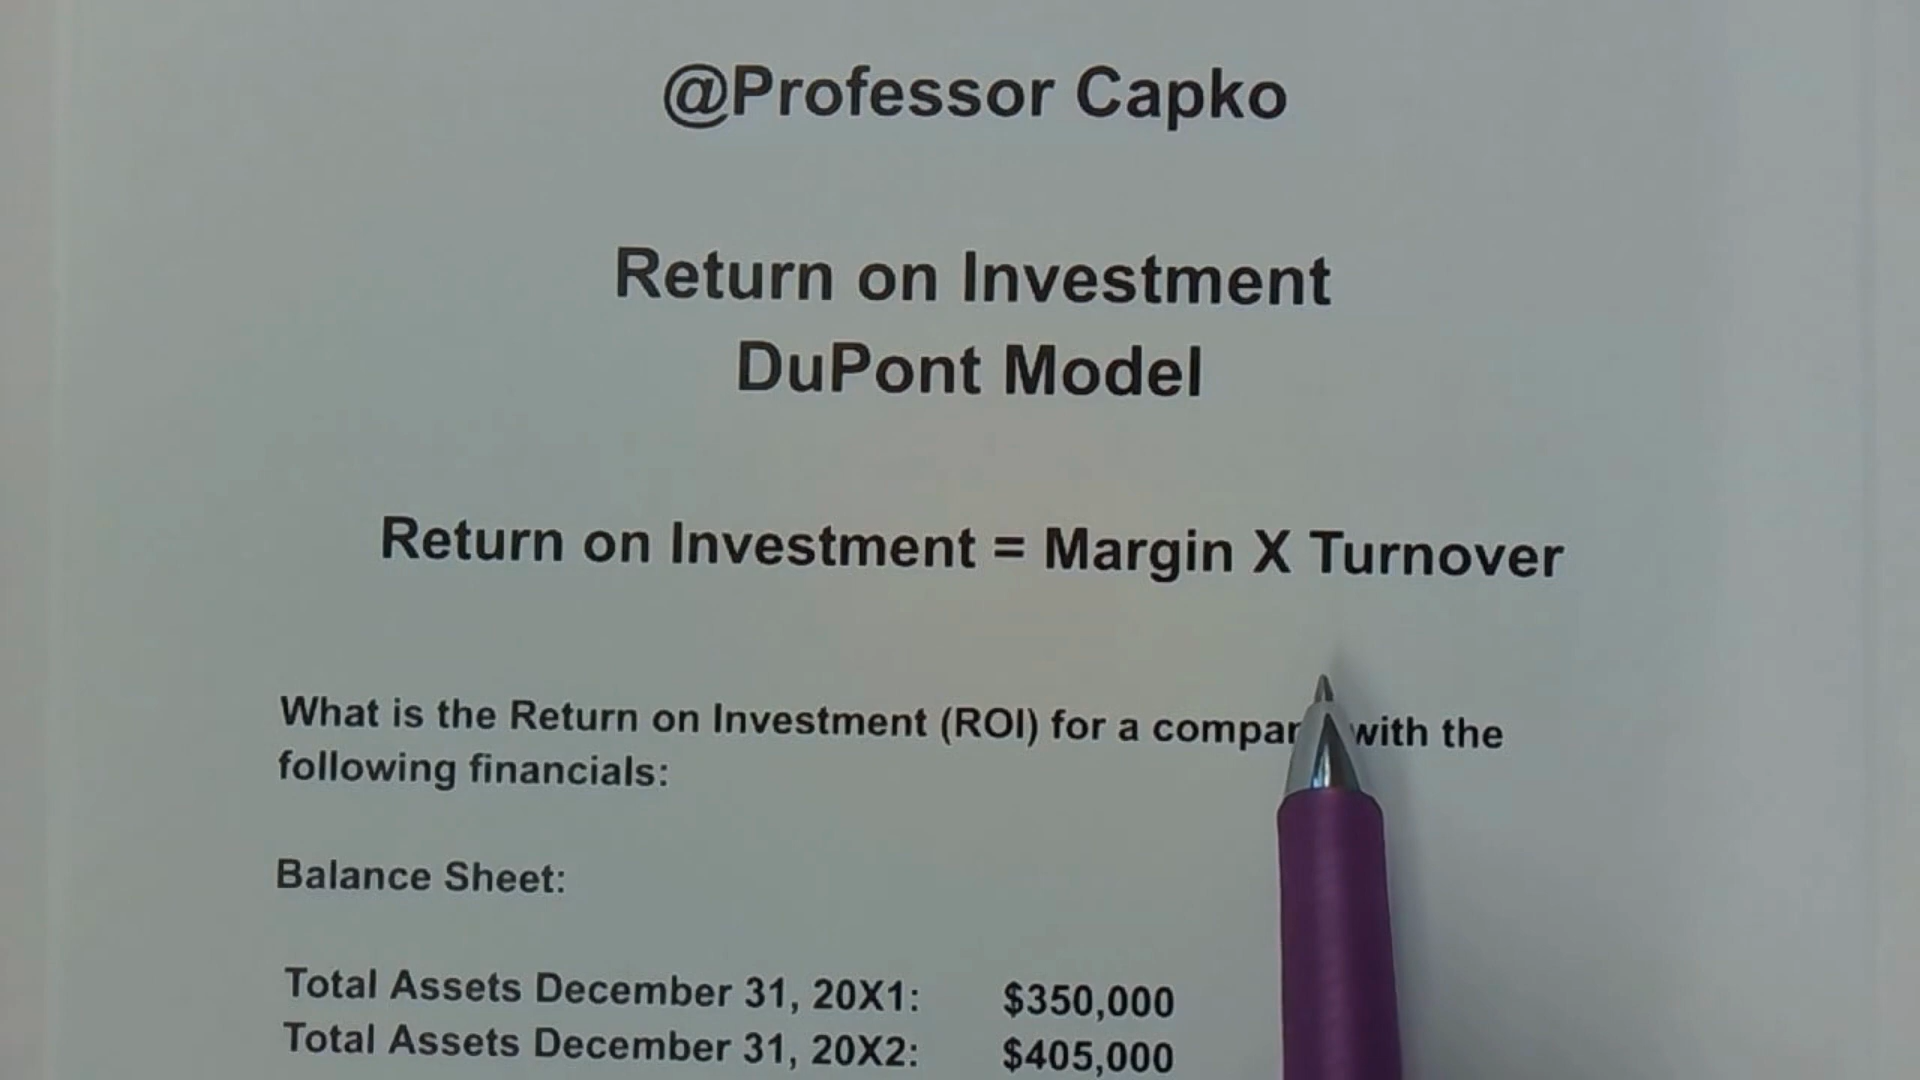 @Professor Capko
Return on Investment
DuPont Model
Return on Investment = Margin X Turnover
What is the Return on Investment (ROI) for a compan with the
following financials:
Balance Sheet:
Total Assets December 31, 20X1: $350,000
Total Assets December 31, 20X2: $405,000